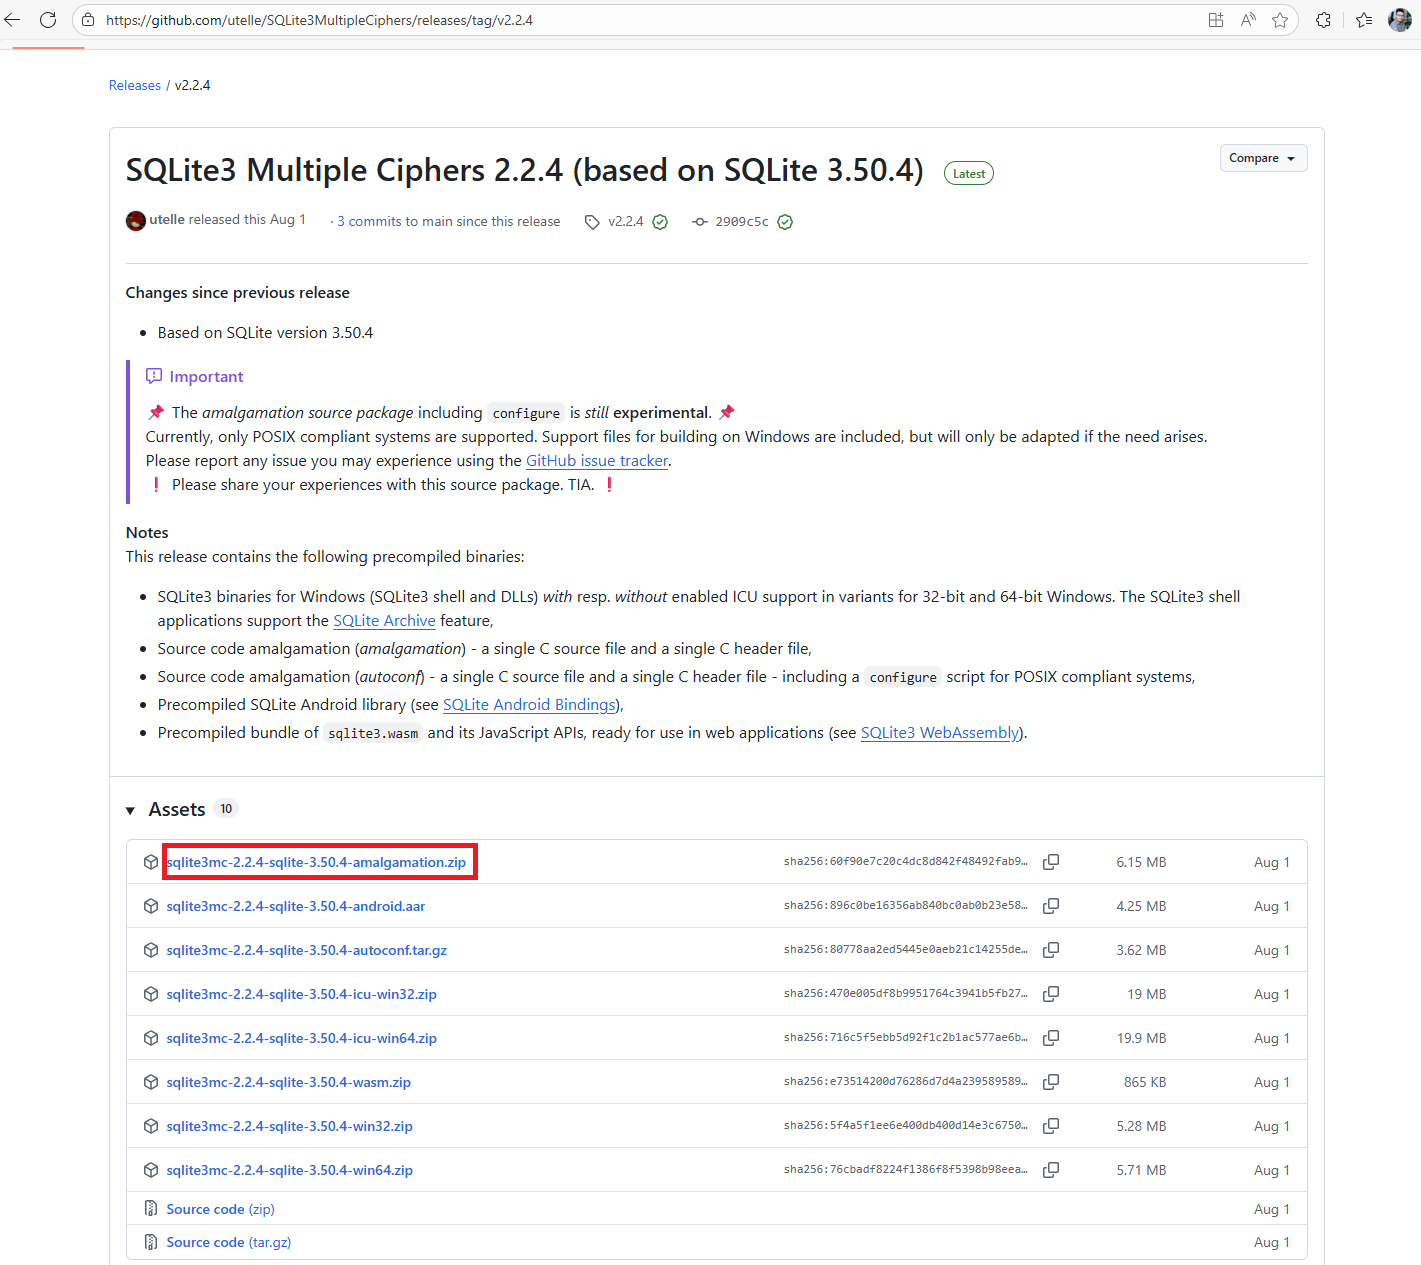 https://github.com/utelle/SQLite3MultipleCiphers/releases/tag/v2.2.4
Releases / v2.2.4
SQLite3 Multiple Ciphers 2.2.4 (based on SQLite 3.50.4) Latest
Compare
utelle released this Aug 1 · 3 commits to main since this release v2.2.4 2909c5c
Changes since previous release
• Based on SQLite version 3.50.4
Important
📌 The amalgamation source package including configure is still experimental. 📌
Currently, only POSIX compliant systems are supported. Support files for building on Windows are included, but will only be adapted if the need arises.
Please report any issue you may experience using the GitHub issue tracker.
❗ Please share your experiences with this source package. TIA. ❗
Notes
This release contains the following precompiled binaries:
• SQLite3 binaries for Windows (SQLite3 shell and DLLs) with resp. without enabled ICU support in variants for 32-bit and 64-bit Windows. The SQLite3 shell
applications support the SQLite Archive feature,
• Source code amalgamation (amalgamation) - a single C source file and a single C header file,
• Source code amalgamation (autoconf) - a single C source file and a single C header file - including a configure script for POSIX compliant systems,
• Precompiled SQLite Android library (see SQLite Android Bindings),
• Precompiled bundle of sqlite3.wasm and its JavaScript APIs, ready for use in web applications (see SQLite3 WebAssembly).
Assets 10
sqlite3mc-2.2.4-sqlite-3.50.4-amalgamation.zip sha256:60f90e7c20c4dc8d842f48492fab9… 6.15 MB Aug 1
sqlite3mc-2.2.4-sqlite-3.50.4-android.aar sha256:896c0be16356ab840bc0ab0b23e58… 4.25 MB Aug 1
sqlite3mc-2.2.4-sqlite-3.50.4-autoconf.tar.gz sha256:80778aa2ed5445e0aeb21c14255de… 3.62 MB Aug 1
sqlite3mc-2.2.4-sqlite-3.50.4-icu-win32.zip sha256:470e005df8b9951764c3941b5fb27… 19 MB Aug 1
sqlite3mc-2.2.4-sqlite-3.50.4-icu-win64.zip sha256:716c5f5ebb5d92f1c2b1ac577ae6b… 19.9 MB Aug 1
sqlite3mc-2.2.4-sqlite-3.50.4-wasm.zip sha256:e73514200d76286d7d4a239589589… 865 KB Aug 1
sqlite3mc-2.2.4-sqlite-3.50.4-win32.zip sha256:5f4a5f1ee6e400db400d14e3c6750… 5.28 MB Aug 1
sqlite3mc-2.2.4-sqlite-3.50.4-win64.zip sha256:76cbadf8224f1386f8f5398b98eea… 5.71 MB Aug 1
Source code (zip) Aug 1
Source code (tar.gz) Aug 1